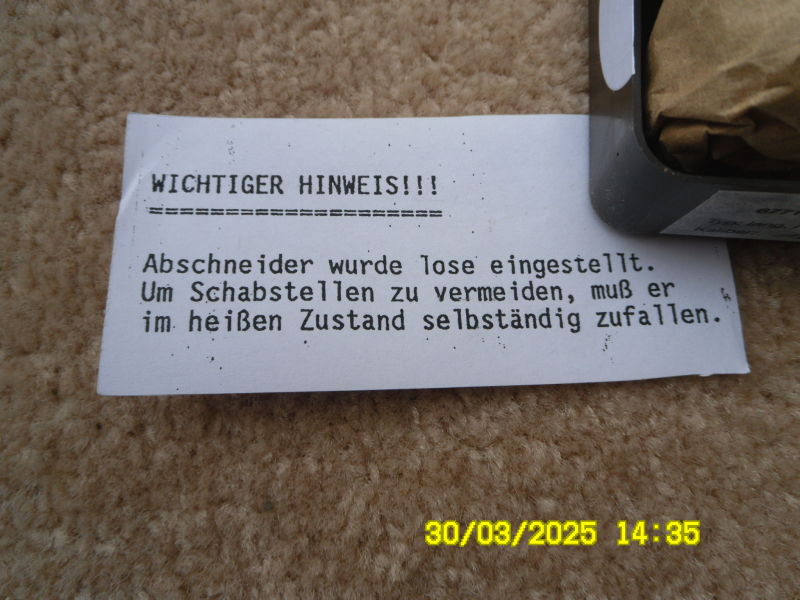 WICHTIGER HINWEIS!!!
===================
Abschneider wurde lose eingestellt.
Um Schabstellen zu vermeiden, muß er
im heißen Zustand selbständig zufallen.
30/03/2025 14:35